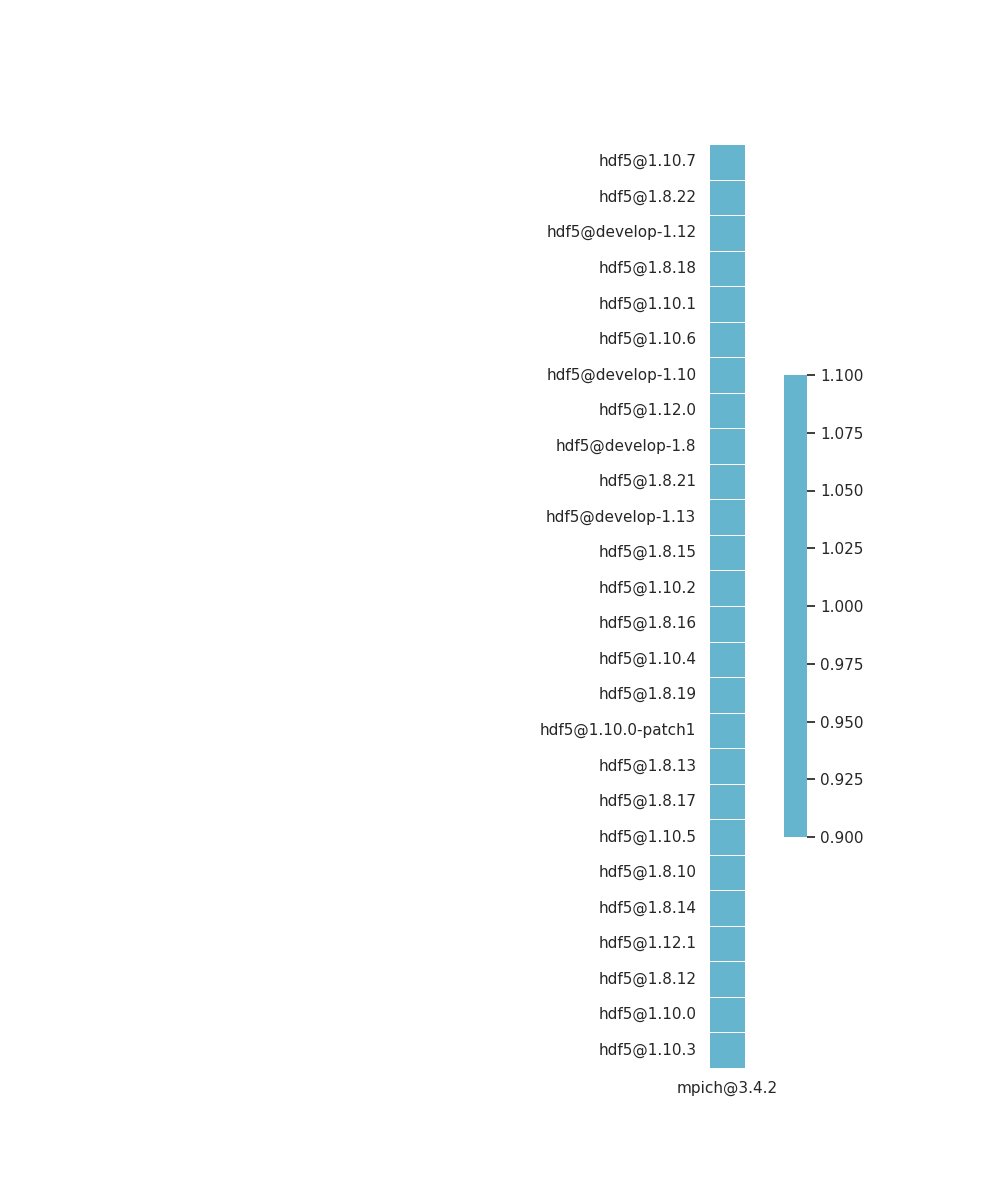 hdf5@1.10.7
hdf5@1.8.22
hdf5@develop-1.12
hdf5@1.8.18
hdf5@1.10.1
hdf5@1.10.6
hdf5@develop-1.10
hdf5@1.12.0
hdf5@develop-1.8
hdf5@1.8.21
hdf5@develop-1.13
hdf5@1.8.15
hdf5@1.10.2
hdf5@1.8.16
hdf5@1.10.4
hdf5@1.8.19
hdf5@1.10.0-patch1
hdf5@1.8.13
hdf5@1.8.17
hdf5@1.10.5
hdf5@1.8.10
hdf5@1.8.14
hdf5@1.12.1
hdf5@1.8.12
hdf5@1.10.0
hdf5@1.10.3
mpich@3.4.2
1.100
1.075
1.050
1.025
1.000
0.975
0.950
0.925
0.900